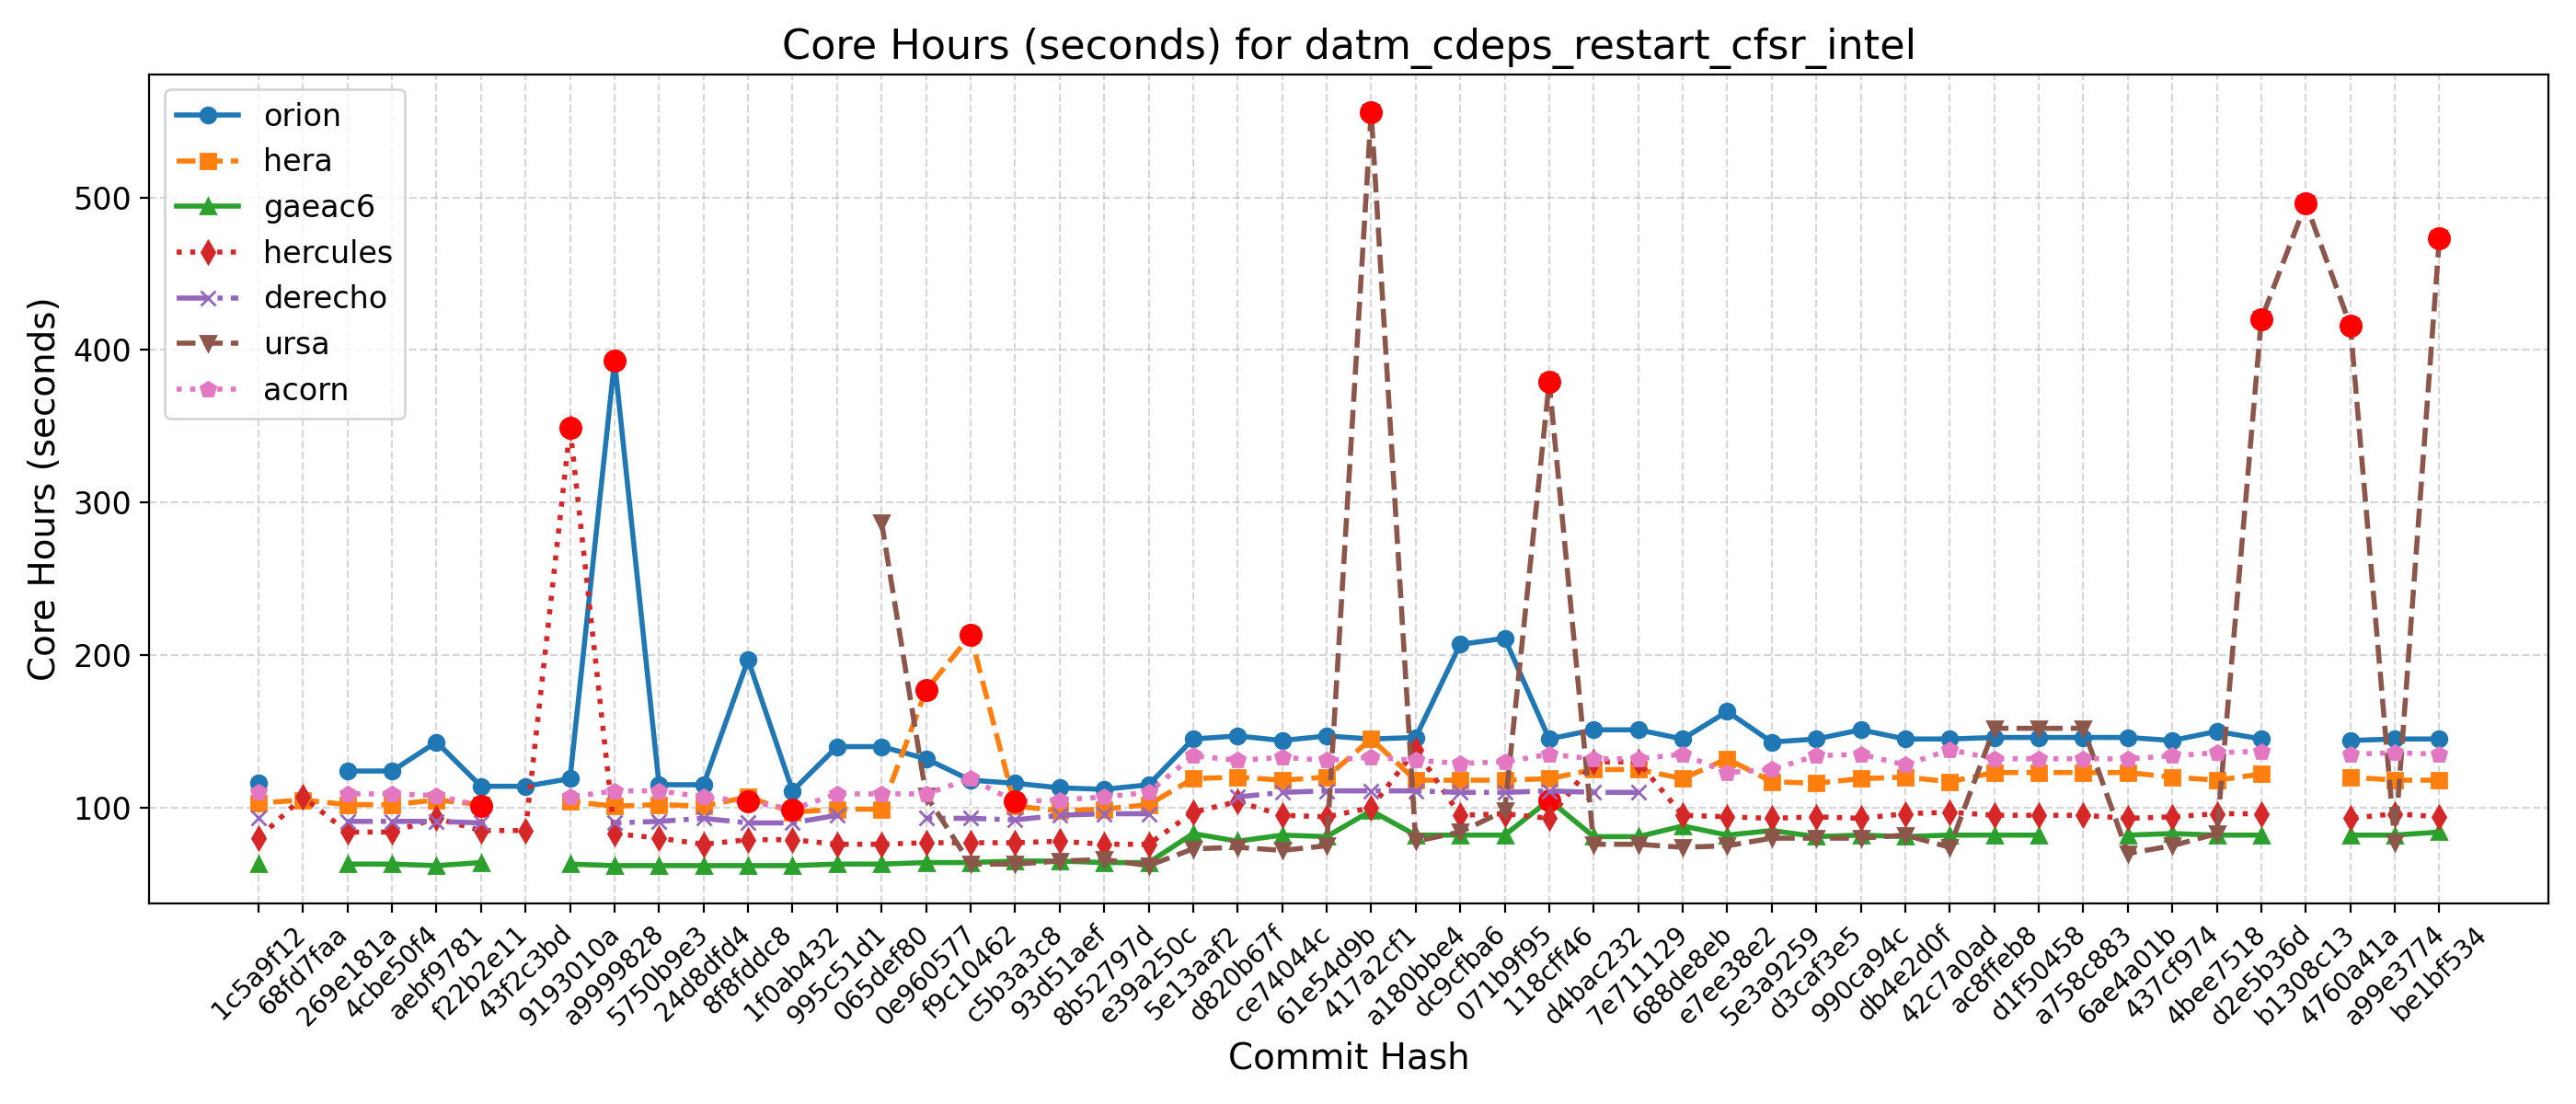 Core Hours (seconds) for datm_cdeps_restart_cfsr_intel
orion
hera
gaeac6
hercules
derecho
ursa
acorn
Core Hours (seconds)
500
400
300
200
100
1c5a9f12
68fd7faa
269e181a
4cbe50f4
aebf9781
f22b2e11
43f2c3bd
9193010a
a9999828
5750b9e3
24d8dfd4
8f8fddc8
1f0ab432
995c51d1
065def80
0e960577
f9c10462
c5b3a3c8
93d51aef
8b52797d
e39a250c
5e13aaf2
d820b67f
ce74044c
61e54d9b
417a2cf1
a180bbe4
dc9cfba6
071b9f95
118cff46
d4bac232
7e711129
688de8eb
e7ee38e2
5e3a9259
d3caf3e5
990ca94c
db4e2d0f
42c7a0ad
ac8ffeb8
d1f50458
a758c883
6ae4a01b
437cf974
4bee7518
d2e5b36d
b1308c13
4760a41a
a99e3774
be1bf534
Commit Hash